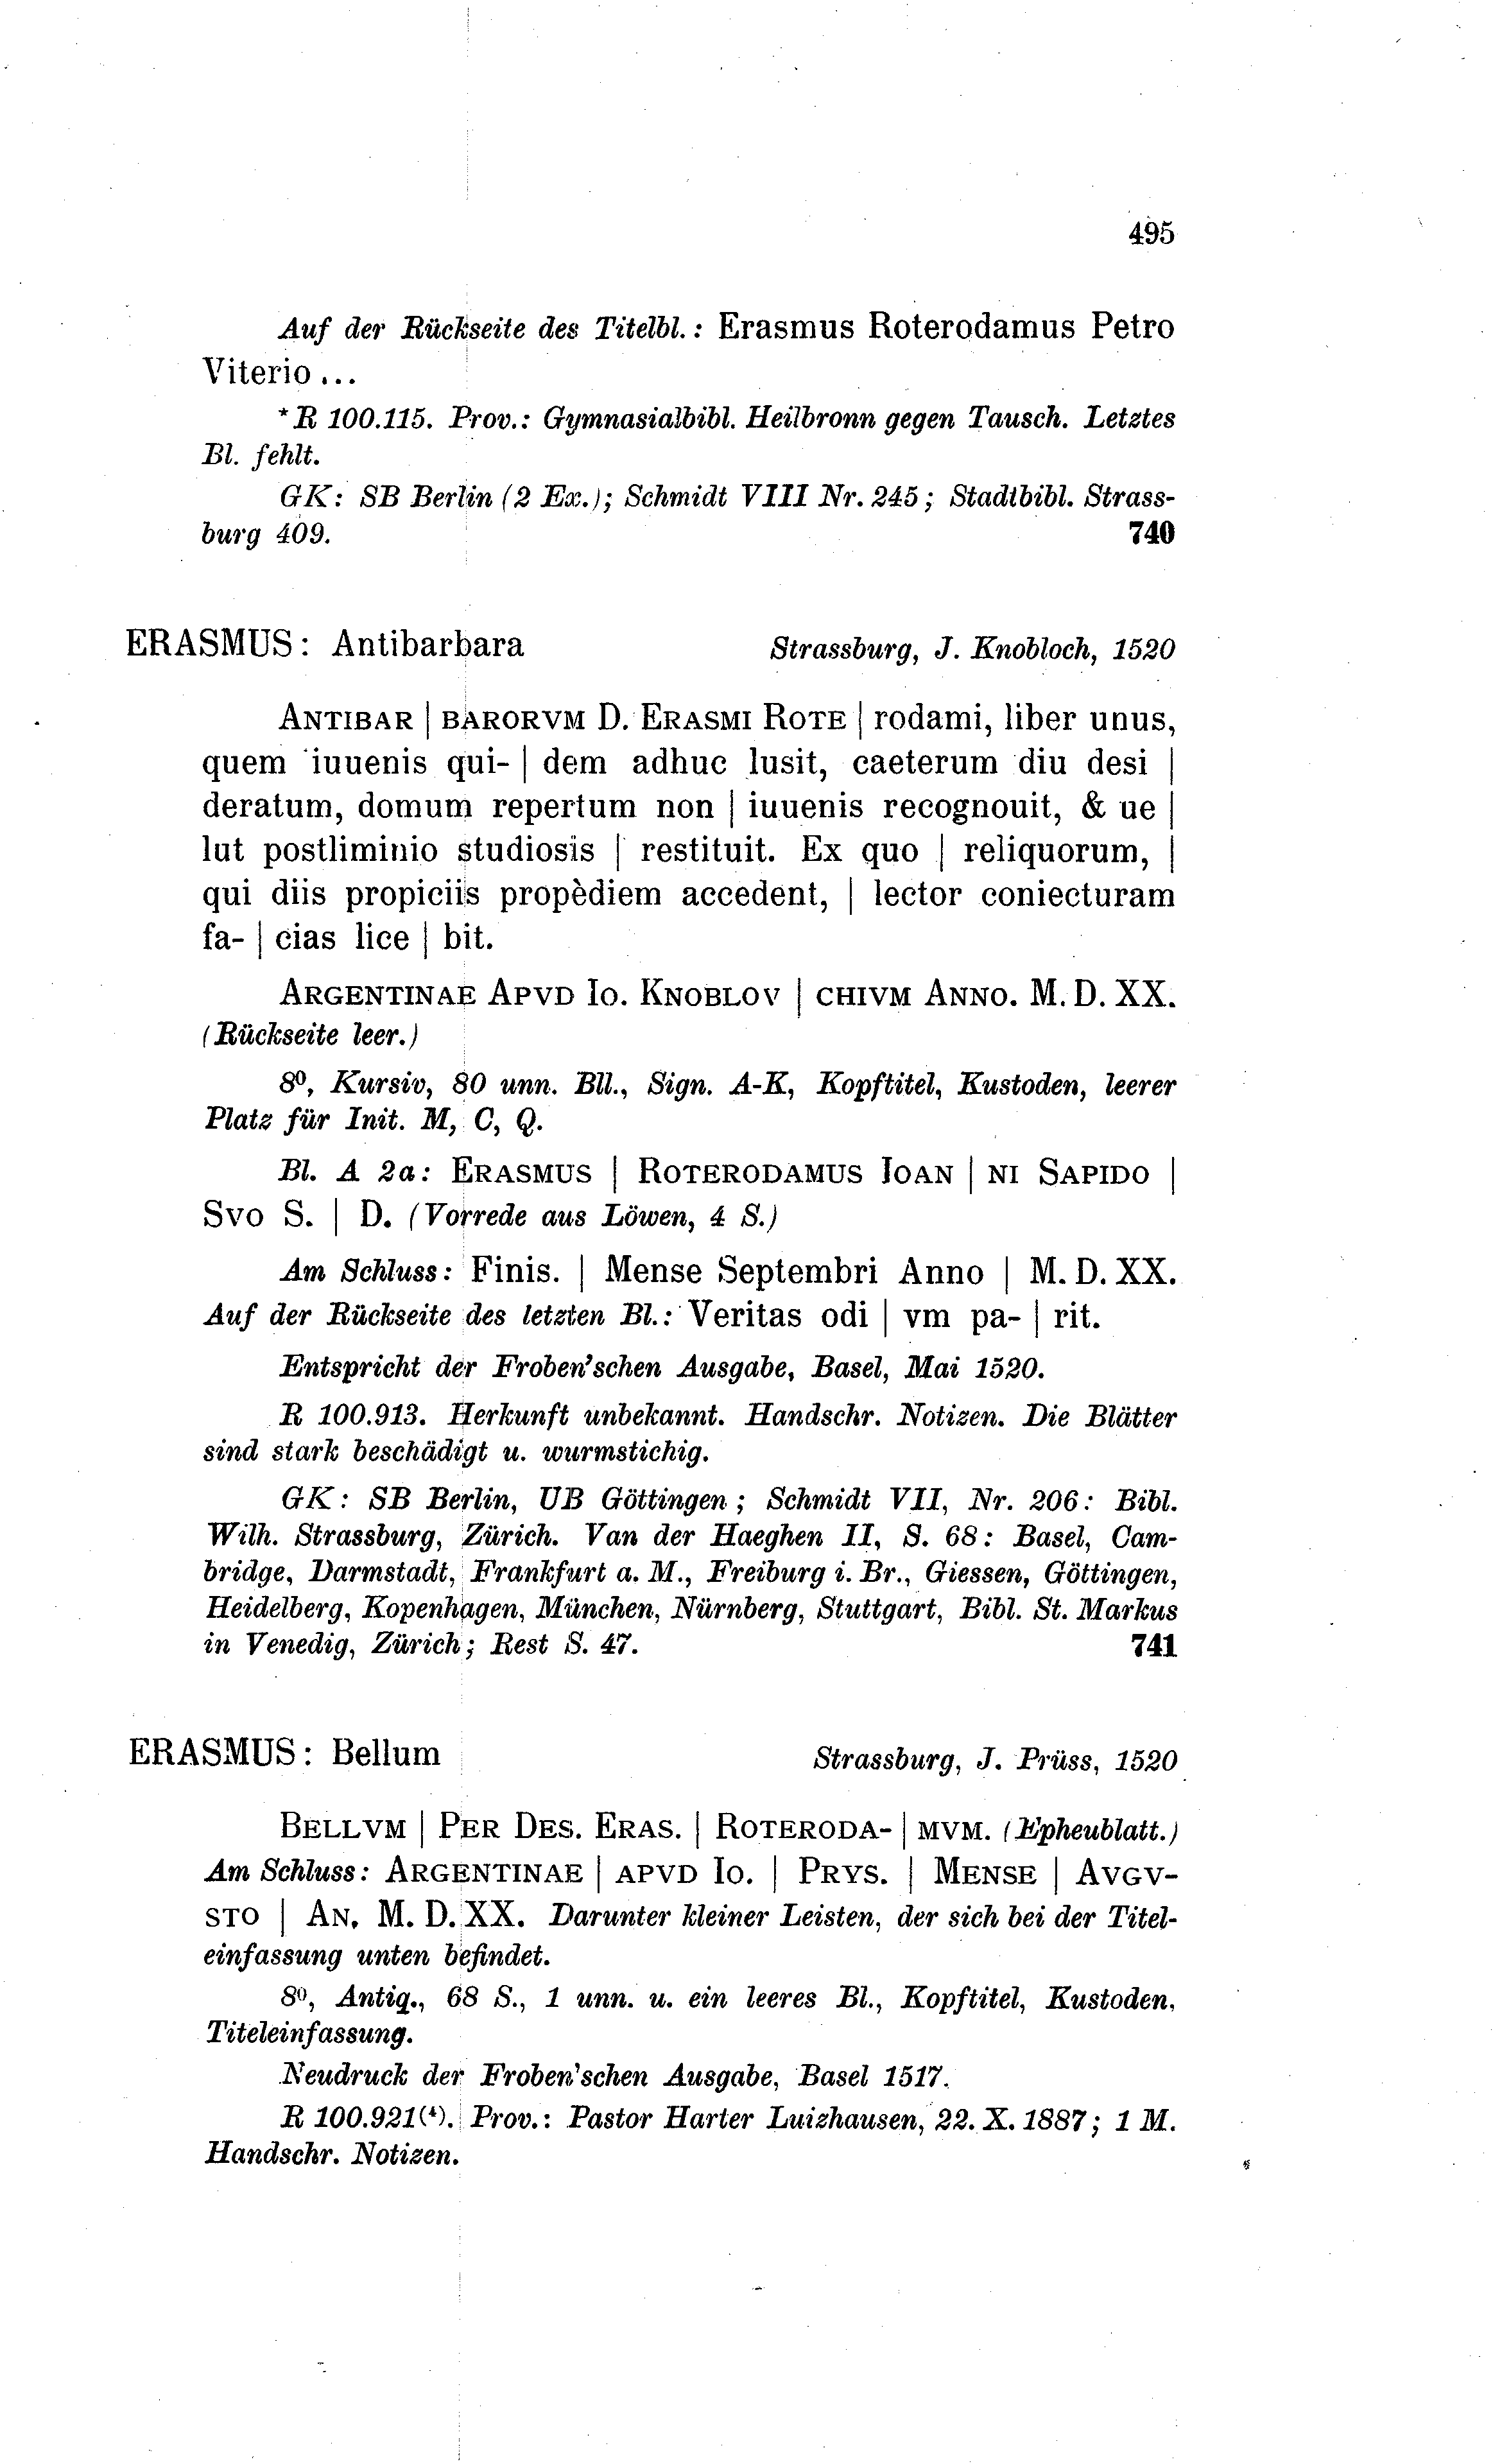 495
Auf der Rückseite des Titelbl.: Erasmus Roterodamus Petro
Viterio ...
* R 100.115. Prov.: Gymnasialbibl. Heilbronn gegen Tausch. Letztes
Bl. fehlt.
GK: SB Berlin (2 Ex.); Schmidt VIII Nr. 245; Stadtbibl. Strass-
burg 409. 740
ERASMUS: Antibarbara Strassburg, J. Knobloch, 1520
ANTIBAR | BARORVM D. ERASMI ROTE | rodami, liber unus,
quem iuuenis qui- | dem adhuc lusit, caeterum diu desi |
deratum, domum repertum non | iuuenis recognouit, & ue |
lut postliminio studiosis | restituit. Ex quo | reliquorum, |
qui diis propiciis propèdiem accedent, | lector coniecturam
fa- | cias lice | bit.
ARGENTINAE APVD IO. KNOBLOV | CHIVM ANNO. M. D. XX.
(Rückseite leer.)
8⁰, Kursiv, 80 unn. Bll., Sign. A-K, Kopftitel, Kustoden, leerer
Platz für Init. M, C, Q.
Bl. A 2a: ERASMUS | ROTERODAMUS IOAN | NI SAPIDO |
SVO S. | D. (Vorrede aus Löwen, 4 S.)
Am Schluss: Finis. | Mense Septembri Anno | M. D. XX.
Auf der Rückseite des letzten Bl.: Veritas odi | vm pa- | rit.
Entspricht der Froben'schen Ausgabe, Basel, Mai 1520.
R 100.913. Herkunft unbekannt. Handschr. Notizen. Die Blätter
sind stark beschädigt u. wurmstichig.
GK: SB Berlin, UB Göttingen; Schmidt VII, Nr. 206: Bibl.
Wilh. Strassburg, Zürich. Van der Haeghen II, S. 68: Basel, Cam-
bridge, Darmstadt, Frankfurt a. M., Freiburg i. Br., Giessen, Göttingen,
Heidelberg, Kopenhagen, München, Nürnberg, Stuttgart, Bibl. St. Markus
in Venedig, Zürich; Rest S. 47. 741
ERASMUS: Bellum Strassburg, J. Prüss, 1520
BELLVM | PER DES. ERAS. | ROTERODA- | MVM. (Epheublatt.)
Am Schluss: ARGENTINAE | APVD IO. | PRYS. | MENSE | AVGV-
STO | AN. M. D. XX. Darunter kleiner Leisten, der sich bei der Titel-
einfassung unten befindet.
8⁰, Antiq., 68 S., 1 unn. u. ein leeres Bl., Kopftitel, Kustoden,
Titeleinfassung.
Neudruck der Froben'schen Ausgabe, Basel 1517.
R 100.921(⁴). Prov.: Pastor Harter Luizhausen, 22. X. 1887; 1 M.
Handschr. Notizen.